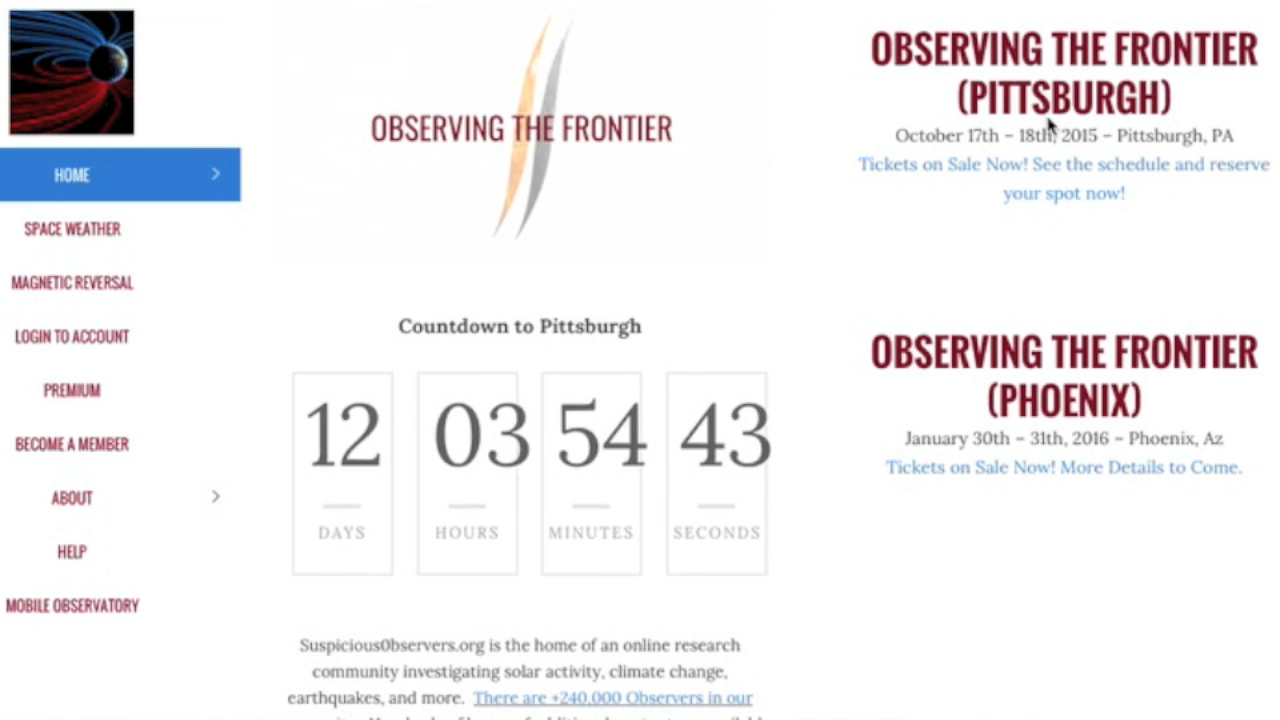 HOME
SPACE WEATHER
MAGNETIC REVERSAL
LOGIN TO ACCOUNT
PREMIUM
BECOME A MEMBER
ABOUT
HELP
MOBILE OBSERVATORY
OBSERVING THE FRONTIER
Countdown to Pittsburgh
12 03 54 43
DAYS HOURS MINUTES SECONDS
Suspicious0bservers.org is the home of an online research
community investigating solar activity, climate change,
earthquakes, and more. There are +240,000 Observers in our
OBSERVING THE FRONTIER
(PITTSBURGH)
October 17th – 18th, 2015 – Pittsburgh, PA
Tickets on Sale Now! See the schedule and reserve
your spot now!
OBSERVING THE FRONTIER
(PHOENIX)
January 30th – 31th, 2016 – Phoenix, Az
Tickets on Sale Now! More Details to Come.